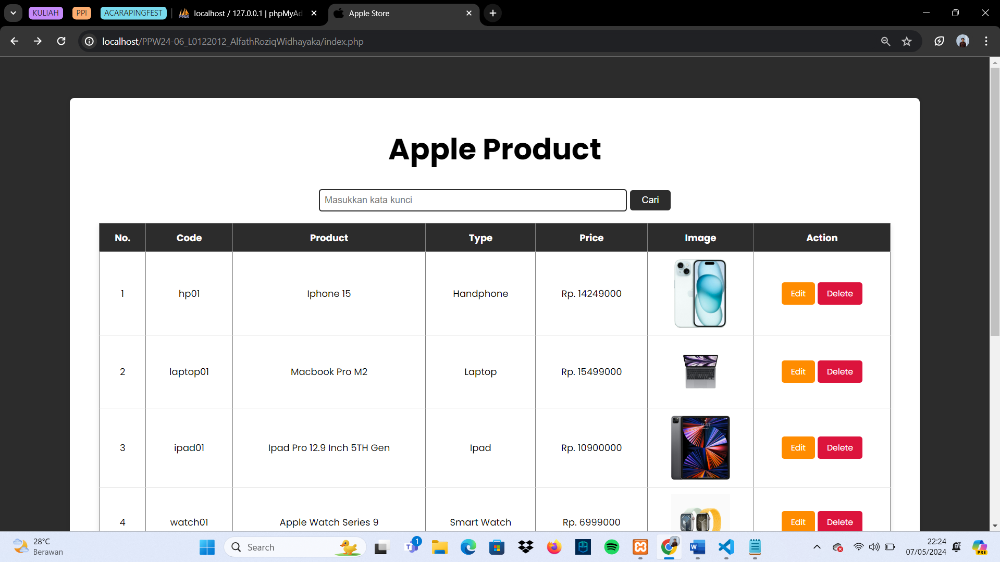 KULIAH PPI ACARAPINGFEST localhost / 127.0.0.1 | phpMyAd Apple Store
localhost/PPW24-06_L0122012_AlfathRoziqWidhayaka/index.php
Apple Product
Masukkan kata kunci Cari
No. Code Product Type Price Image Action
1 hp01 Iphone 15 Handphone Rp. 14249000 Edit Delete
2 laptop01 Macbook Pro M2 Laptop Rp. 15499000 Edit Delete
3 ipad01 Ipad Pro 12.9 Inch 5TH Gen Ipad Rp. 10900000 Edit Delete
9:41
4 watch01 Apple Watch Series 9 Smart Watch Rp. 6999000 Edit Delete
28°C
Berawan
Search
1
22:24
07/05/2024
PRE